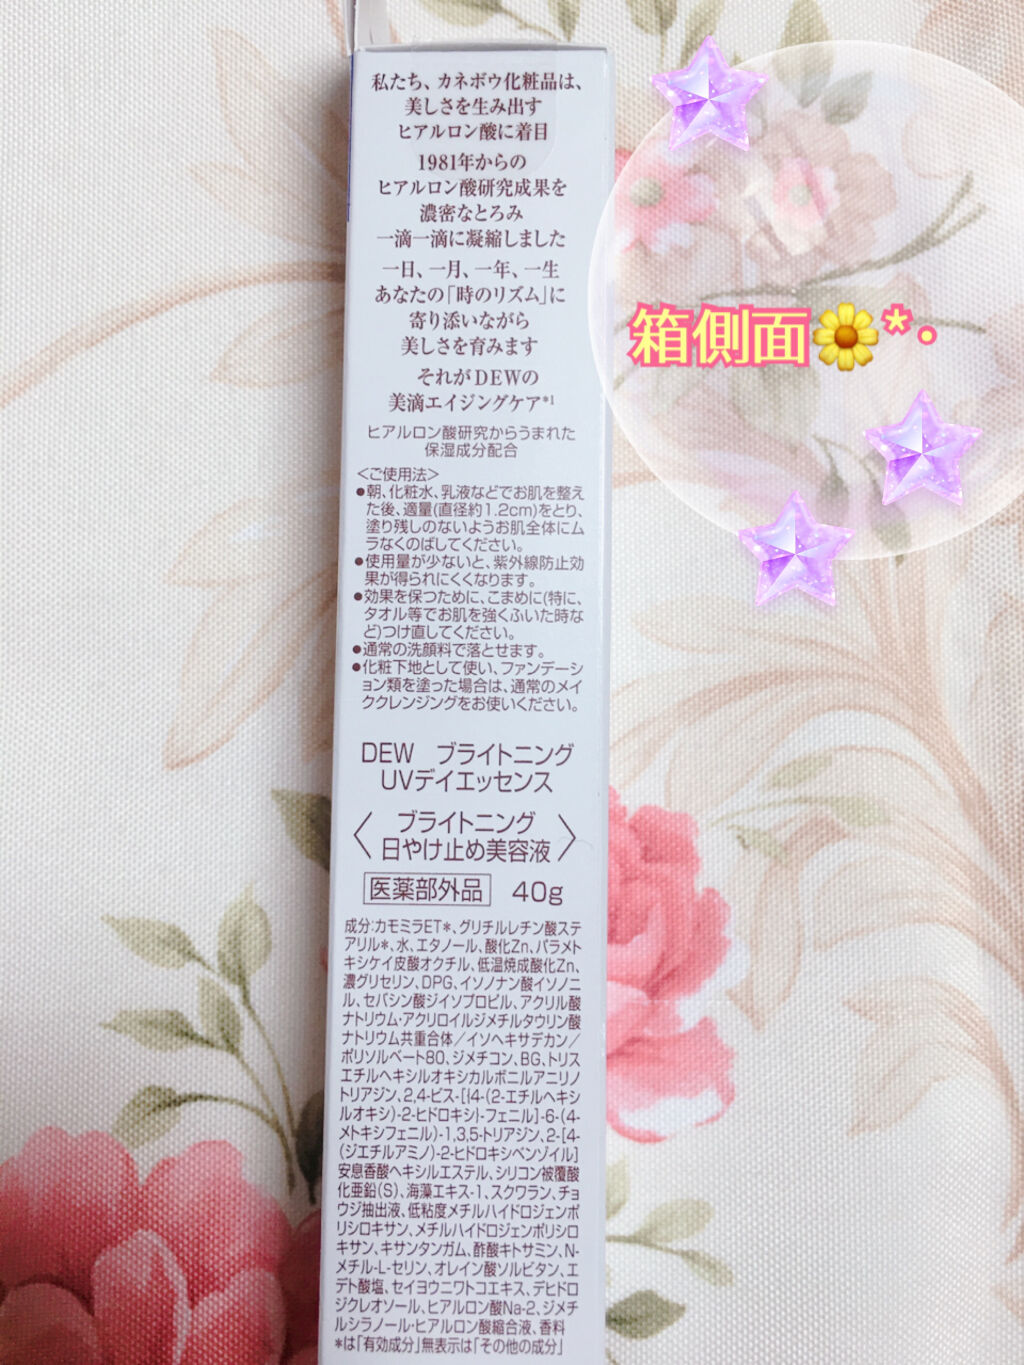 私たち、カネボウ化粧品は、
美しさを生み出す
ヒアルロン酸に着目
1981年からの
ヒアルロン酸研究成果を
濃密なとろみ
一滴一滴に凝縮しました
一日、一月、一年、一生
あなたの「時のリズム」に
寄り添いながら
美しさを育みます
それがDEWの
美滴エイジングケア*1
ヒアルロン酸研究からうまれた
保湿成分配合
<ご使用法>
●朝、化粧水、乳液などでお肌を整え
た後、適量(直径約1.2cm)をとり、
塗り残しのないようお肌全体にム
ラなくのばしてください。
●使用量が少ないと、紫外線防止効
果が得られにくくなります。
●効果を保つために、こまめに(特に、
タオル等でお肌を強くふいた時な
ど)つけ直してください。
●通常の洗顔料で落とせます。
●化粧下地として使い、ファンデーシ
ョン類を塗った場合は、通常のメイ
ククレンジングをお使いください。
DEW ブライトニング
UVデイエッセンス
〈ブライトニング
日やけ止め美容液〉
医薬部外品 40g
成分:カモミラET*、グリチルレチン酸ステ
アリル*、水、エタノール、酸化Zn、パラメト
キシケイ皮酸オクチル、低温焼成酸化Zn、
濃グリセリン、DPG、イソノナン酸イソノニ
ル、セバシン酸ジイソプロピル、アクリル酸
ナトリウム・アクリロイルジメチルタウリン酸
ナトリウム共重合体/イソヘキサデカン/
ポリソルベート80、ジメチコン、BG、トリス
エチルヘキシルオキシカルボニルアニリノ
トリアジン、2,4-ビス-[{4-(2-エチルヘキシ
ルオキシ)-2-ヒドロキシ}-フェニル]-6-(4-
メトキシフェニル)-1,3,5-トリアジン、2-[4-
(ジエチルアミノ)-2-ヒドロキシベンゾイル]
安息香酸ヘキシルエステル、シリコン被覆酸
化亜鉛(S)、海藻エキス-1、スクワラン、チョ
ウジ抽出液、低粘度メチルハイドロジェンポ
リシロキサン、メチルハイドロジェンポリシロ
キサン、キサンタンガム、酢酸キトサミン、N-
メチル-L-セリン、オレイン酸ソルビタン、エ
デト酸塩、セイヨウニワトコエキス、デヒドロ
ジクレオソール、ヒアルロン酸Na-2、ジメチ
ルシラノール・ヒアルロン酸縮合液、香料
*は「有効成分」無表示は「その他の成分」
箱側面🌼*・